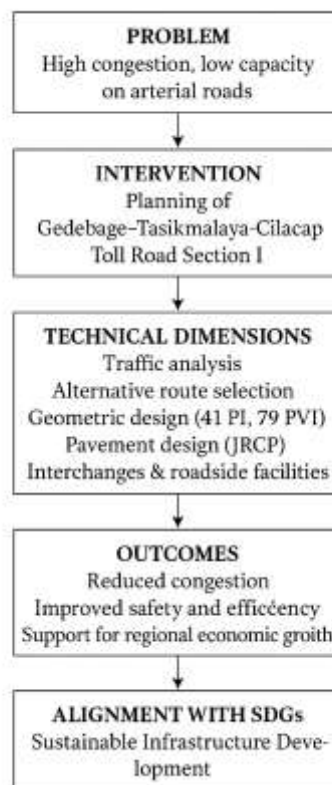 PROBLEM
High congestion, low capacity
on arterial roads
INTERVENTION
Planning of
Gedebage–Tasikmalaya-Cilacap
Toll Road Section I
TECHNICAL DIMENSIONS
Traffic analysis
Alternative route selection
Geometric design (41 PI, 79 PVI)
Pavement design (JRCP)
Interchanges & roadside facilities
OUTCOMES
Reduced congestion
Improved safety and efficćency
Support for regional economic groith
ALIGNMENT WITH SDGs
Sustainable Infrastructure Deve-
lopment